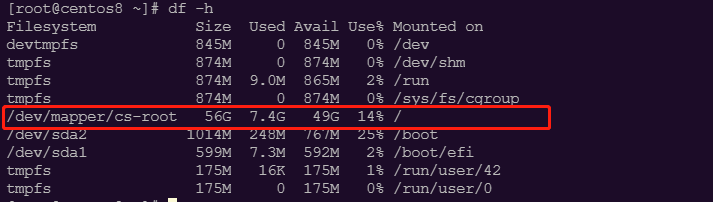 [root@centos8 ~]# df -h
Filesystem Size Used Avail Use% Mounted on
devtmpfs 845M 0 845M 0% /dev
tmpfs 874M 0 874M 0% /dev/shm
tmpfs 874M 9.0M 865M 2% /run
tmpfs 874M 0 874M 0% /sys/fs/cgroup
/dev/mapper/cs-root 56G 7.4G 49G 14% /
/dev/sda2 1014M 248M 767M 25% /boot
/dev/sda1 599M 7.3M 592M 2% /boot/efi
tmpfs 175M 16K 175M 1% /run/user/42
tmpfs 175M 0 175M 0% /run/user/0